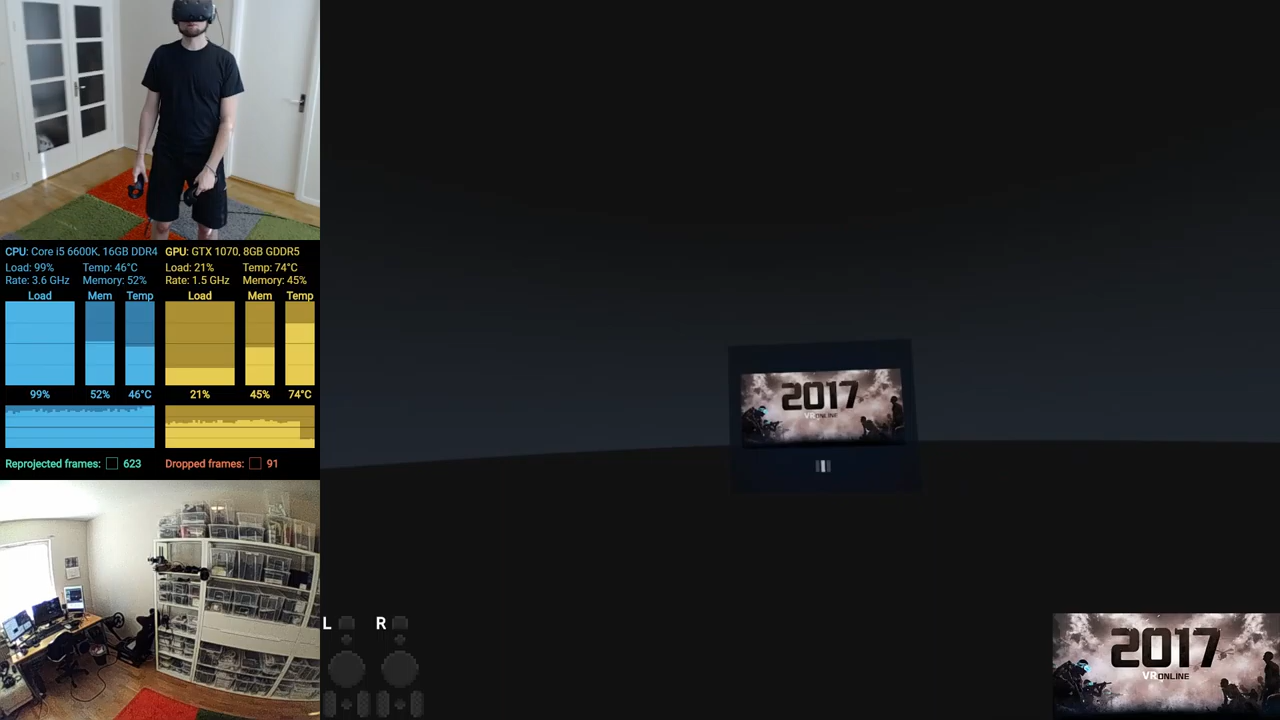 CPU: Core i5 6600K, 16GB DDR4
GPU: GTX 1070, 8GB GDDR5
Load: 99% Temp: 46°C
Rate: 3.6 GHz Memory: 52%
Load: 21% Temp: 74°C
Rate: 1.5 GHz Memory: 45%
Load Mem Temp
Load Mem Temp
99% 52% 46°C
21% 45% 74°C
Reprojected frames: 623
Dropped frames: 91
2017
VR ONLINE
L R
2017
VR ONLINE